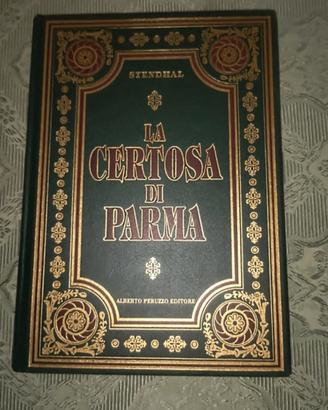 STENDHAL
LA
CERTOSA
DI
PARMA
ALBERTO PERUZZO EDITORE